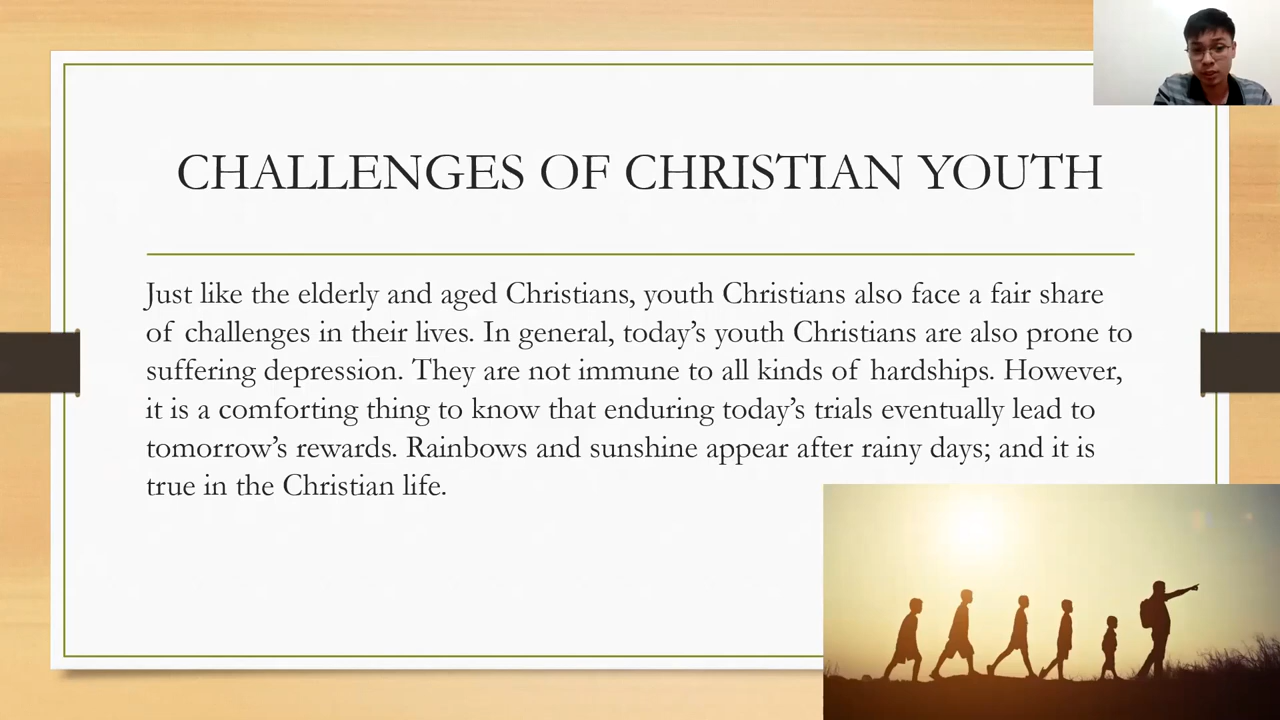 CHALLENGES OF CHRISTIAN YOUTH
Just like the elderly and aged Christians, youth Christians also face a fair share
of challenges in their lives. In general, today’s youth Christians are also prone to
suffering depression. They are not immune to all kinds of hardships. However,
it is a comforting thing to know that enduring today’s trials eventually lead to
tomorrow’s rewards. Rainbows and sunshine appear after rainy days; and it is
true in the Christian life.